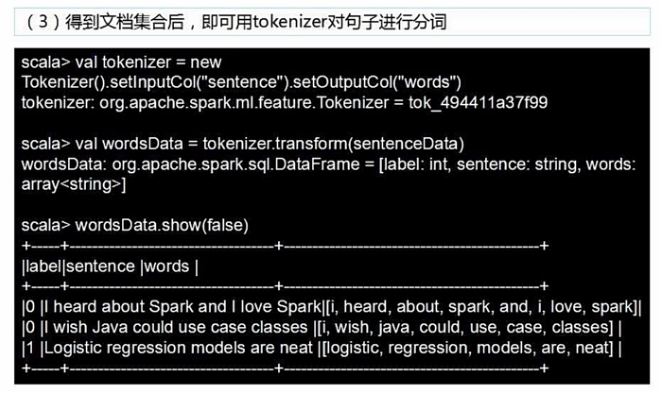 （3）得到文档集合后，即可用tokenizer对句子进行分词
scala> val tokenizer = new
Tokenizer().setInputCol("sentence").setOutputCol("words")
tokenizer: org.apache.spark.ml.feature.Tokenizer = tok_494411a37f99
scala> val wordsData = tokenizer.transform(sentenceData)
wordsData: org.apache.spark.sql.DataFrame = [label: int, sentence: string, words:
array<string>]
scala> wordsData.show(false)
+-----+------------------------------------+---------------------------------------------+
|label|sentence |words |
+-----+------------------------------------+---------------------------------------------+
|0 |I heard about Spark and I love Spark|[i, heard, about, spark, and, i, love, spark]|
|0 |I wish Java could use case classes |[i, wish, java, could, use, case, classes] |
|1 |Logistic regression models are neat |[logistic, regression, models, are, neat] |
+-----+------------------------------------+---------------------------------------------+